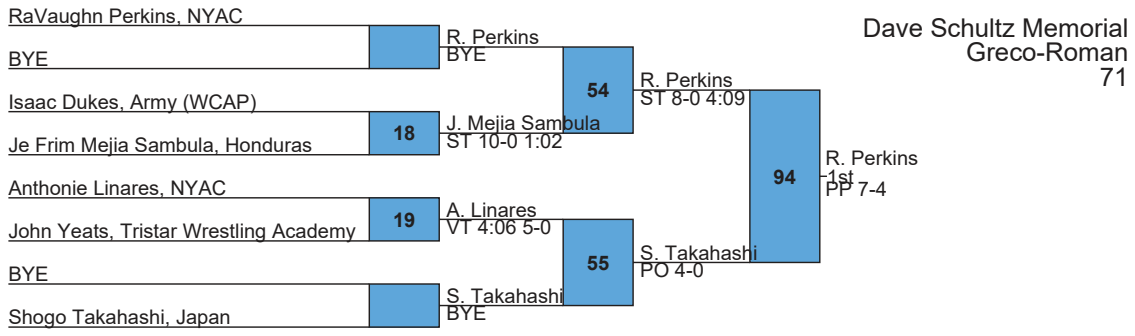 Dave Schultz Memorial
Greco-Roman
71
RaVaughn Perkins, NYAC
BYE
Isaac Dukes, Army (WCAP)
Je Frim Mejia Sambula, Honduras
Anthonie Linares, NYAC
John Yeats, Tristar Wrestling Academy
BYE
Shogo Takahashi, Japan
18
19
R. Perkins
BYE
J. Mejia Sambula
ST 10-0 1:02
A. Linares
VT 4:06 5-0
S. Takahashi
BYE
54
55
R. Perkins
ST 8-0 4:09
S. Takahashi
PO 4-0
94
R. Perkins
1st
PP 7-4